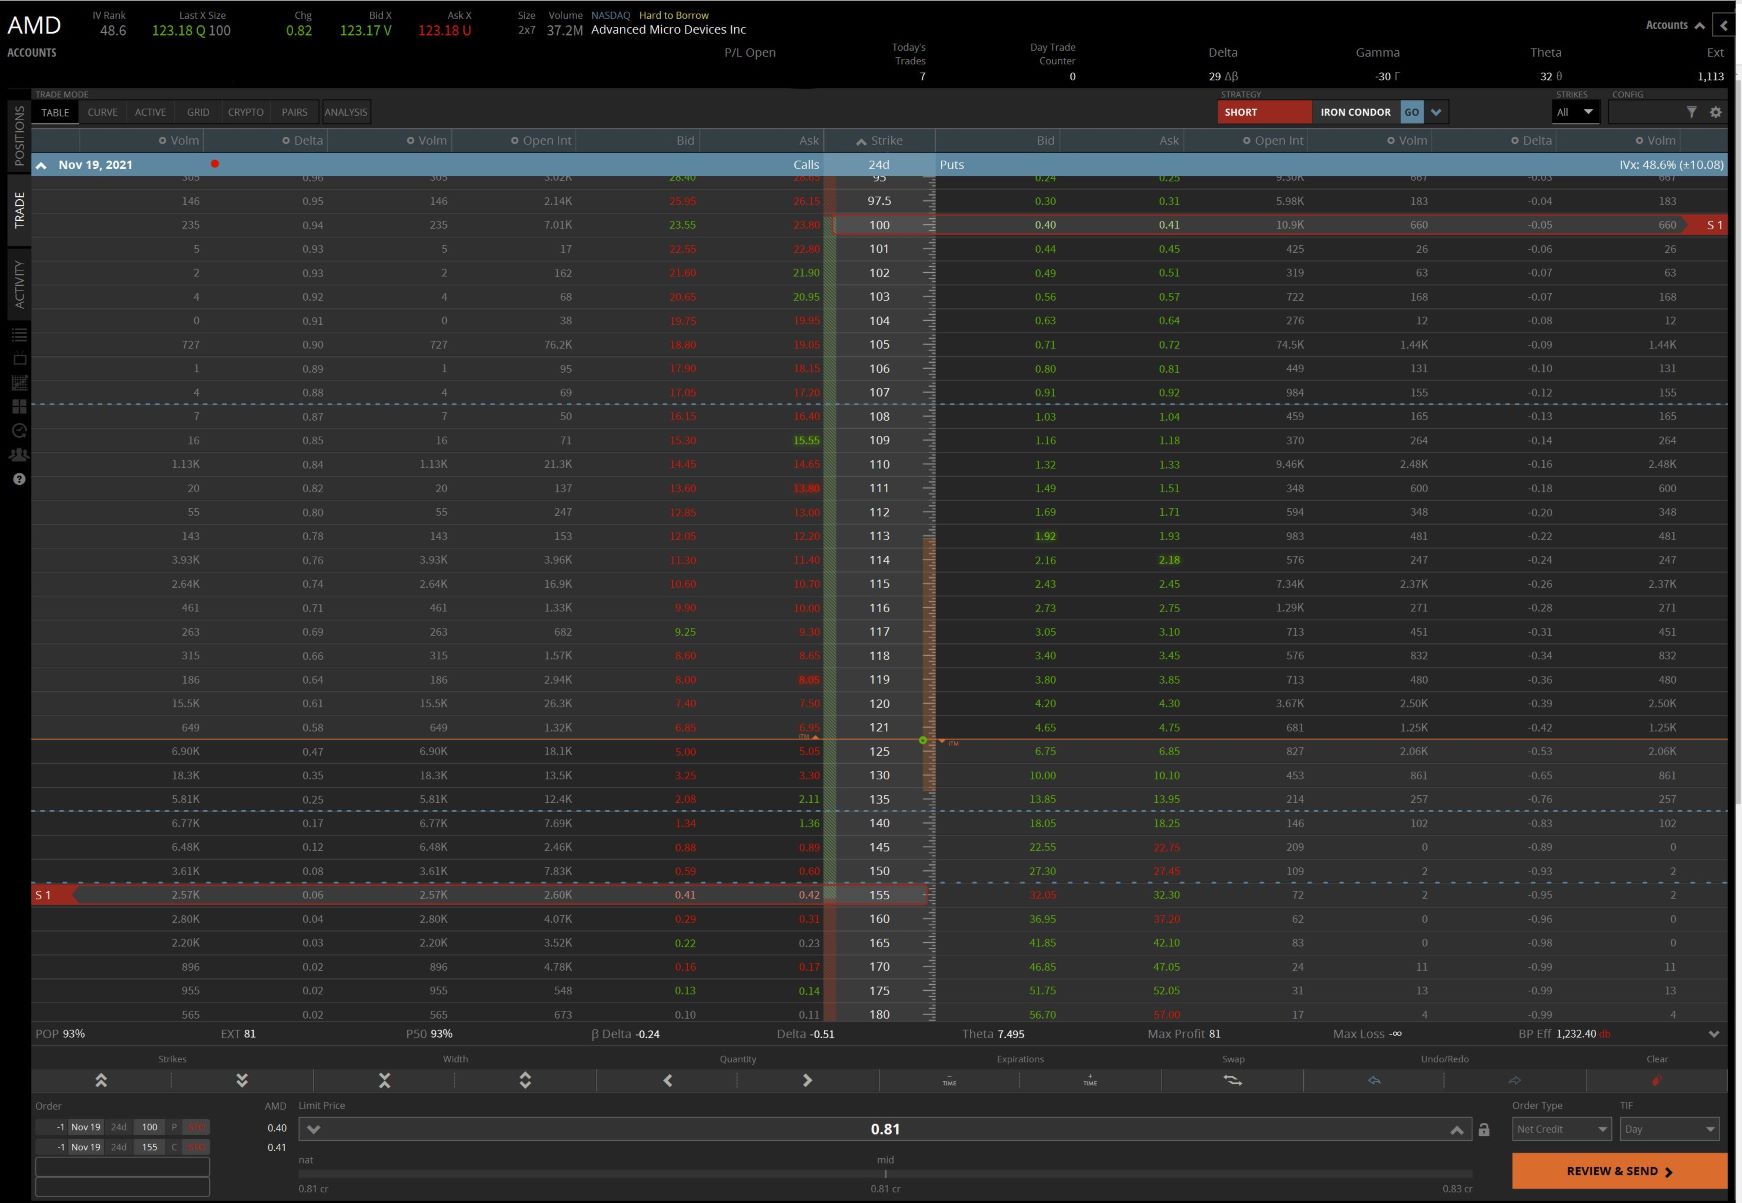 AMD IV Rank 48.6 Last X Size 123.18 Q 100 Chg 0.82 Bid X 123.17 V Ask X 123.18 U Size 2x7 Volume 37.2M NASDAQ Hard to Borrow Advanced Micro Devices Inc Accounts
ACCOUNTS P/L Open Today's Trades 7 Day Trade Counter 0 Delta 29 Δβ Gamma -30 Γ Theta 32 θ Ext 1,113
TRADE MODE STRATEGY STRIKES CONFIG
TABLE CURVE ACTIVE GRID CRYPTO PAIRS ANALYSIS SHORT IRON CONDOR GO All
POSITIONS
TRADE
ACTIVITY
Volm Delta Volm Open Int Bid Ask Strike Bid Ask Open Int Volm Delta Volm
Nov 19, 2021 Calls 24d Puts IVx: 48.6% (±10.08)
305 0.96 305 3.02K 28.40 28.65 95 0.24 0.25 9.30K 667 -0.03 667
146 0.95 146 2.14K 25.95 26.15 97.5 0.30 0.31 5.98K 183 -0.04 183
235 0.94 235 7.01K 23.55 23.80 100 0.40 0.41 10.9K 660 -0.05 660 S 1
5 0.93 5 17 22.55 22.80 101 0.44 0.45 425 26 -0.06 26
2 0.93 2 162 21.60 21.90 102 0.49 0.51 319 63 -0.07 63
4 0.92 4 68 20.65 20.95 103 0.56 0.57 722 168 -0.07 168
0 0.91 0 38 19.75 19.95 104 0.63 0.64 276 12 -0.08 12
727 0.90 727 76.2K 18.80 19.05 105 0.71 0.72 74.5K 1.44K -0.09 1.44K
1 0.89 1 95 17.90 18.15 106 0.80 0.81 449 131 -0.10 131
4 0.88 4 69 17.05 17.20 107 0.91 0.92 984 155 -0.12 155
7 0.87 7 50 16.15 16.40 108 1.03 1.04 459 165 -0.13 165
16 0.85 16 71 15.30 15.55 109 1.16 1.18 370 264 -0.14 264
1.13K 0.84 1.13K 21.3K 14.45 14.65 110 1.32 1.33 9.46K 2.48K -0.16 2.48K
20 0.82 20 137 13.60 13.80 111 1.49 1.51 348 600 -0.18 600
55 0.80 55 247 12.85 13.00 112 1.69 1.71 594 348 -0.20 348
143 0.78 143 153 12.05 12.20 113 1.92 1.93 983 481 -0.22 481
3.93K 0.76 3.93K 3.96K 11.30 11.40 114 2.16 2.18 576 247 -0.24 247
2.64K 0.74 2.64K 16.9K 10.60 10.70 115 2.43 2.45 7.34K 2.37K -0.26 2.37K
461 0.71 461 1.33K 9.90 10.00 116 2.73 2.75 1.29K 271 -0.28 271
263 0.69 263 682 9.25 9.30 117 3.05 3.10 713 451 -0.31 451
315 0.66 315 1.57K 8.60 8.65 118 3.40 3.45 576 832 -0.34 832
186 0.64 186 2.94K 8.00 8.05 119 3.80 3.85 713 480 -0.36 480
15.5K 0.61 15.5K 26.3K 7.40 7.50 120 4.20 4.30 3.67K 2.50K -0.39 2.50K
649 0.58 649 1.32K 6.85 6.95 121 4.65 4.75 681 1.25K -0.42 1.25K
ITM ITM
6.90K 0.47 6.90K 18.1K 5.00 5.05 125 6.75 6.85 827 2.06K -0.53 2.06K
18.3K 0.35 18.3K 13.5K 3.25 3.30 130 10.00 10.10 453 861 -0.65 861
5.81K 0.25 5.81K 12.4K 2.08 2.11 135 13.85 13.95 214 257 -0.76 257
6.77K 0.17 6.77K 7.69K 1.34 1.36 140 18.05 18.25 146 102 -0.83 102
6.48K 0.12 6.48K 2.46K 0.88 0.89 145 22.55 22.75 209 0 -0.89 0
3.61K 0.08 3.61K 7.83K 0.59 0.60 150 27.30 27.45 109 2 -0.93 2
S 1 2.57K 0.06 2.57K 2.60K 0.41 0.42 155 32.05 32.30 72 2 -0.95 2
2.80K 0.04 2.80K 4.07K 0.29 0.31 160 36.95 37.20 62 0 -0.96 0
2.20K 0.03 2.20K 3.52K 0.22 0.23 165 41.85 42.10 83 0 -0.98 0
896 0.02 896 4.78K 0.16 0.17 170 46.85 47.05 24 11 -0.99 11
955 0.02 955 548 0.13 0.14 175 51.75 52.05 31 13 -0.99 13
565 0.02 565 673 0.10 0.11 180 56.70 57.00 17 4 -0.99 4
POP 93% EXT 81 P50 93% β Delta -0.24 Delta -0.51 Theta 7.495 Max Profit 81 Max Loss -∞ BP Eff 1,232.40 db
Strikes Width Quantity Expirations Swap Undo/Redo Clear
- TIME + TIME
Order AMD Limit Price Order Type TIF
-1 Nov 19 24d 100 P STO 0.40 0.81 Net Credit Day
-1 Nov 19 24d 155 C STO 0.41
nat mid
REVIEW & SEND
0.81 cr 0.81 cr 0.83 cr